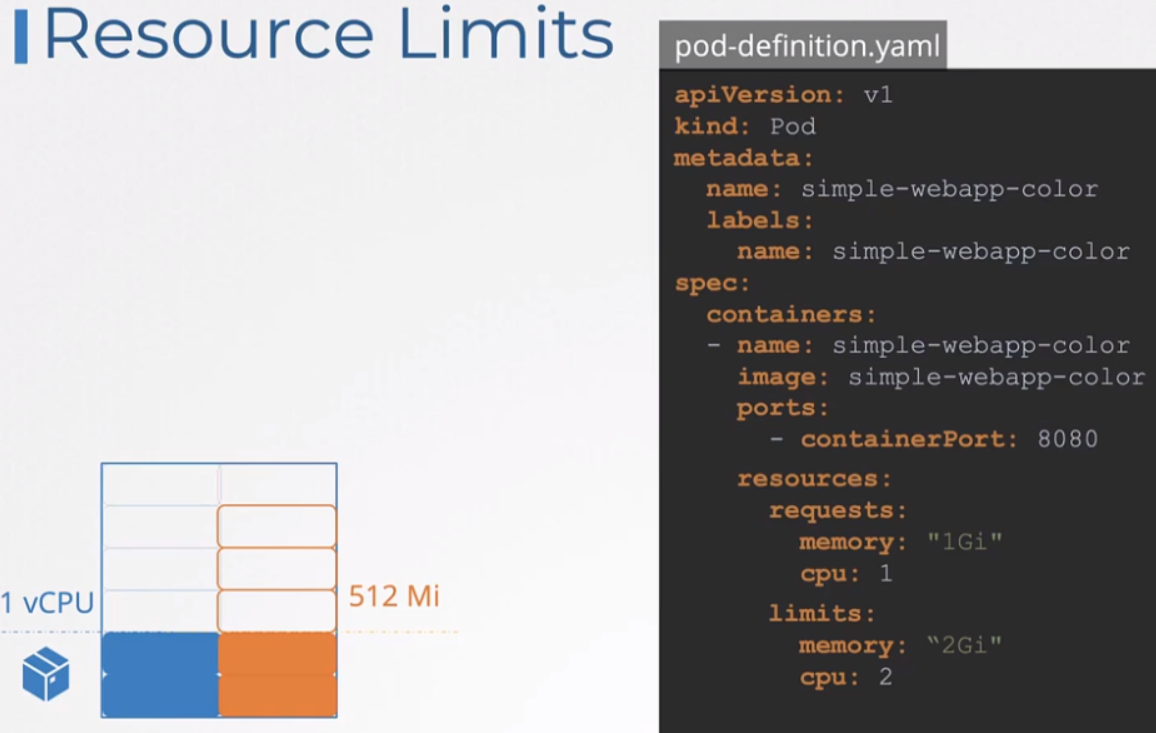 Resource Limits
pod-definition.yaml
apiVersion: v1
kind: Pod
metadata:
  name: simple-webapp-color
  labels:
    name: simple-webapp-color
spec:
  containers:
  - name: simple-webapp-color
    image: simple-webapp-color
    ports:
      - containerPort: 8080
    resources:
      requests:
        memory: "1Gi"
        cpu: 1
      limits:
        memory: “2Gi"
        cpu: 2
1 vCPU
512 Mi